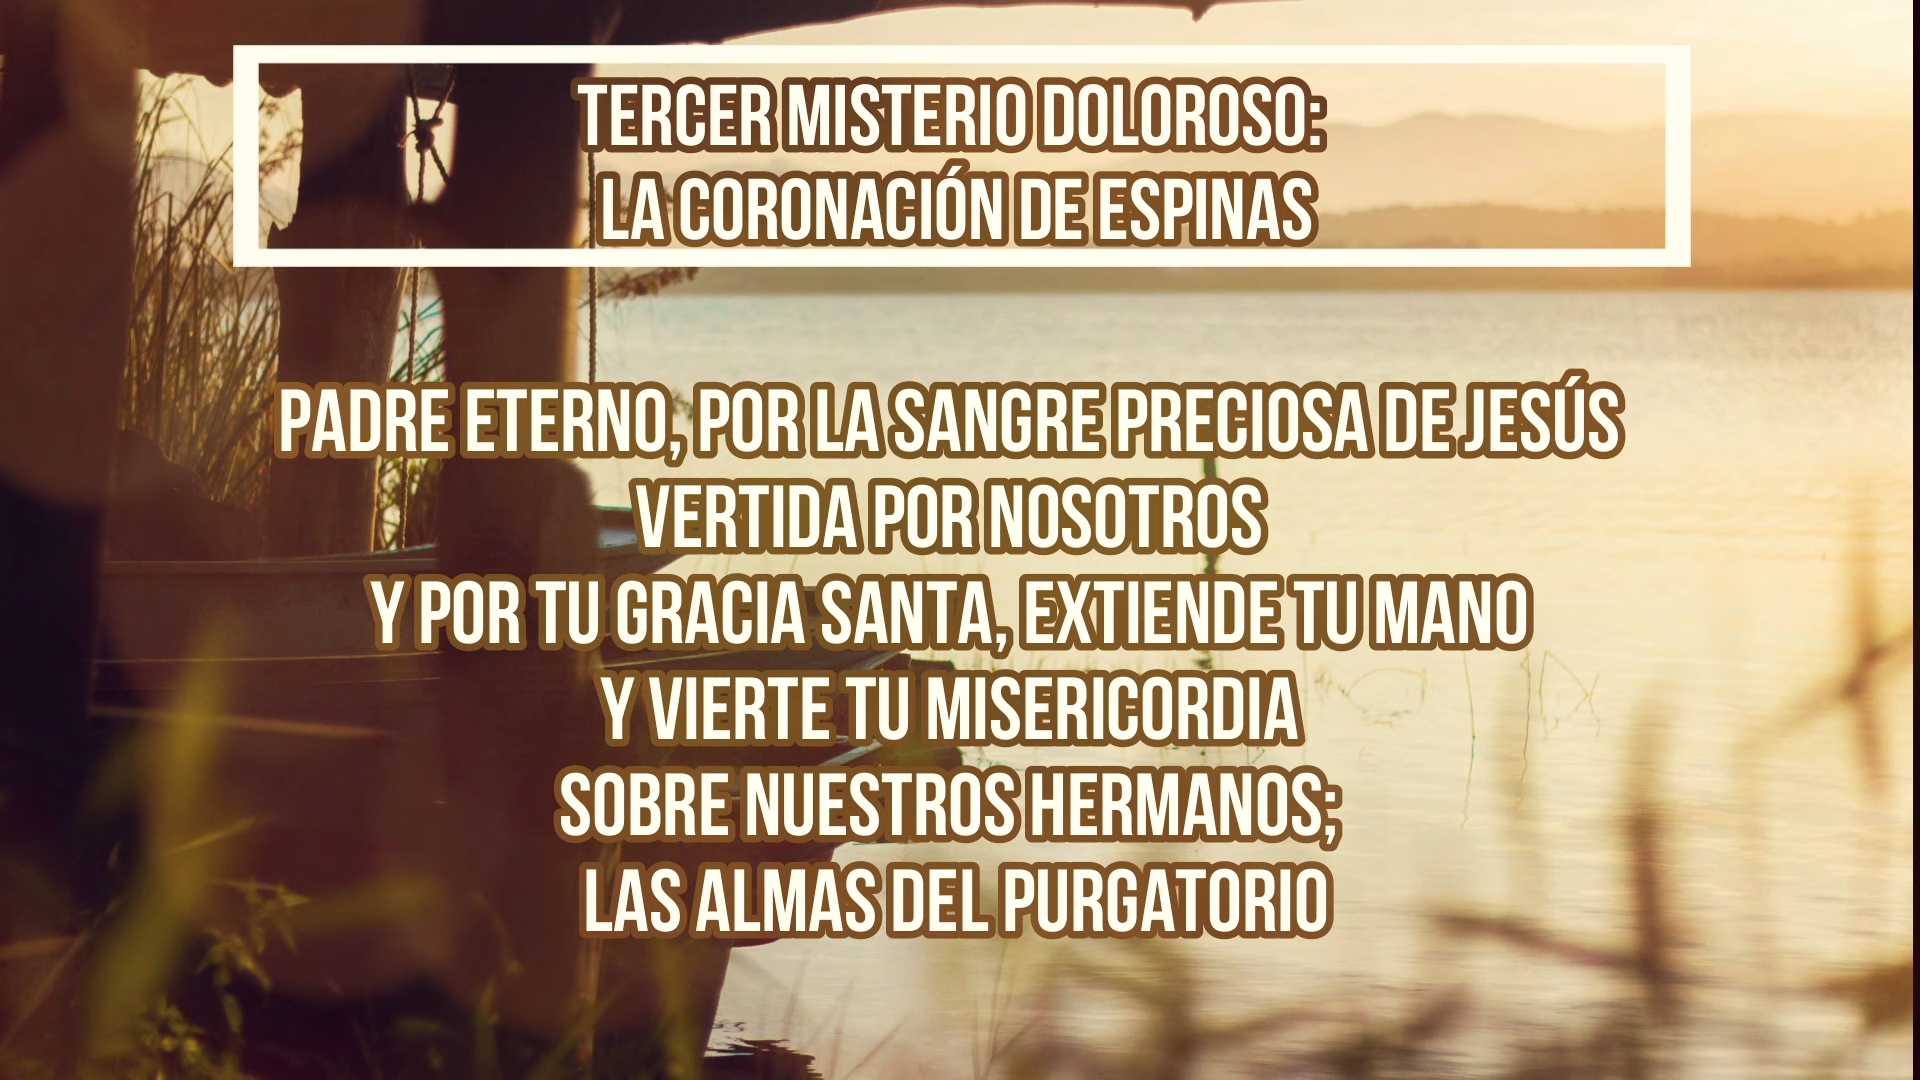 TERCER MISTERIO DOLOROSO:
LA CORONACIÓN DE ESPINAS
PADRE ETERNO, POR LA SANGRE PRECIOSA DE JESÚS
VERTIDA POR NOSOTROS
Y POR TU GRACIA SANTA, EXTIENDE TU MANO
Y VIERTE TU MISERICORDIA
SOBRE NUESTROS HERMANOS;
LAS ALMAS DEL PURGATORIO